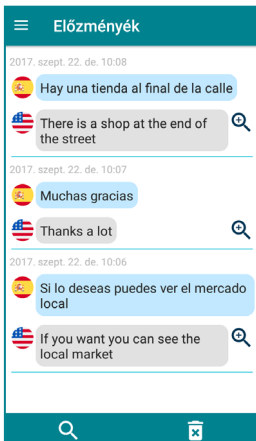 Előzmények
2017. szept. 22. de. 10:08
Hay una tienda al final de la calle
There is a shop at the end of
the street
2017. szept. 22. de. 10:07
Muchas gracias
Thanks a lot
2017. szept. 22. de. 10:06
Si lo deseas puedes ver el mercado
local
If you want you can see the
local market